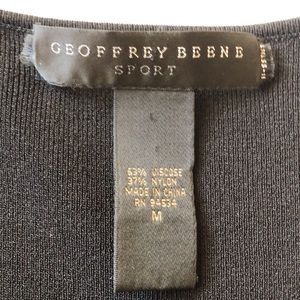 GEOFFREY BEENE
SPORT
63% VISCOSE
37% NYLON
MADE IN CHINA
RN 94534
M